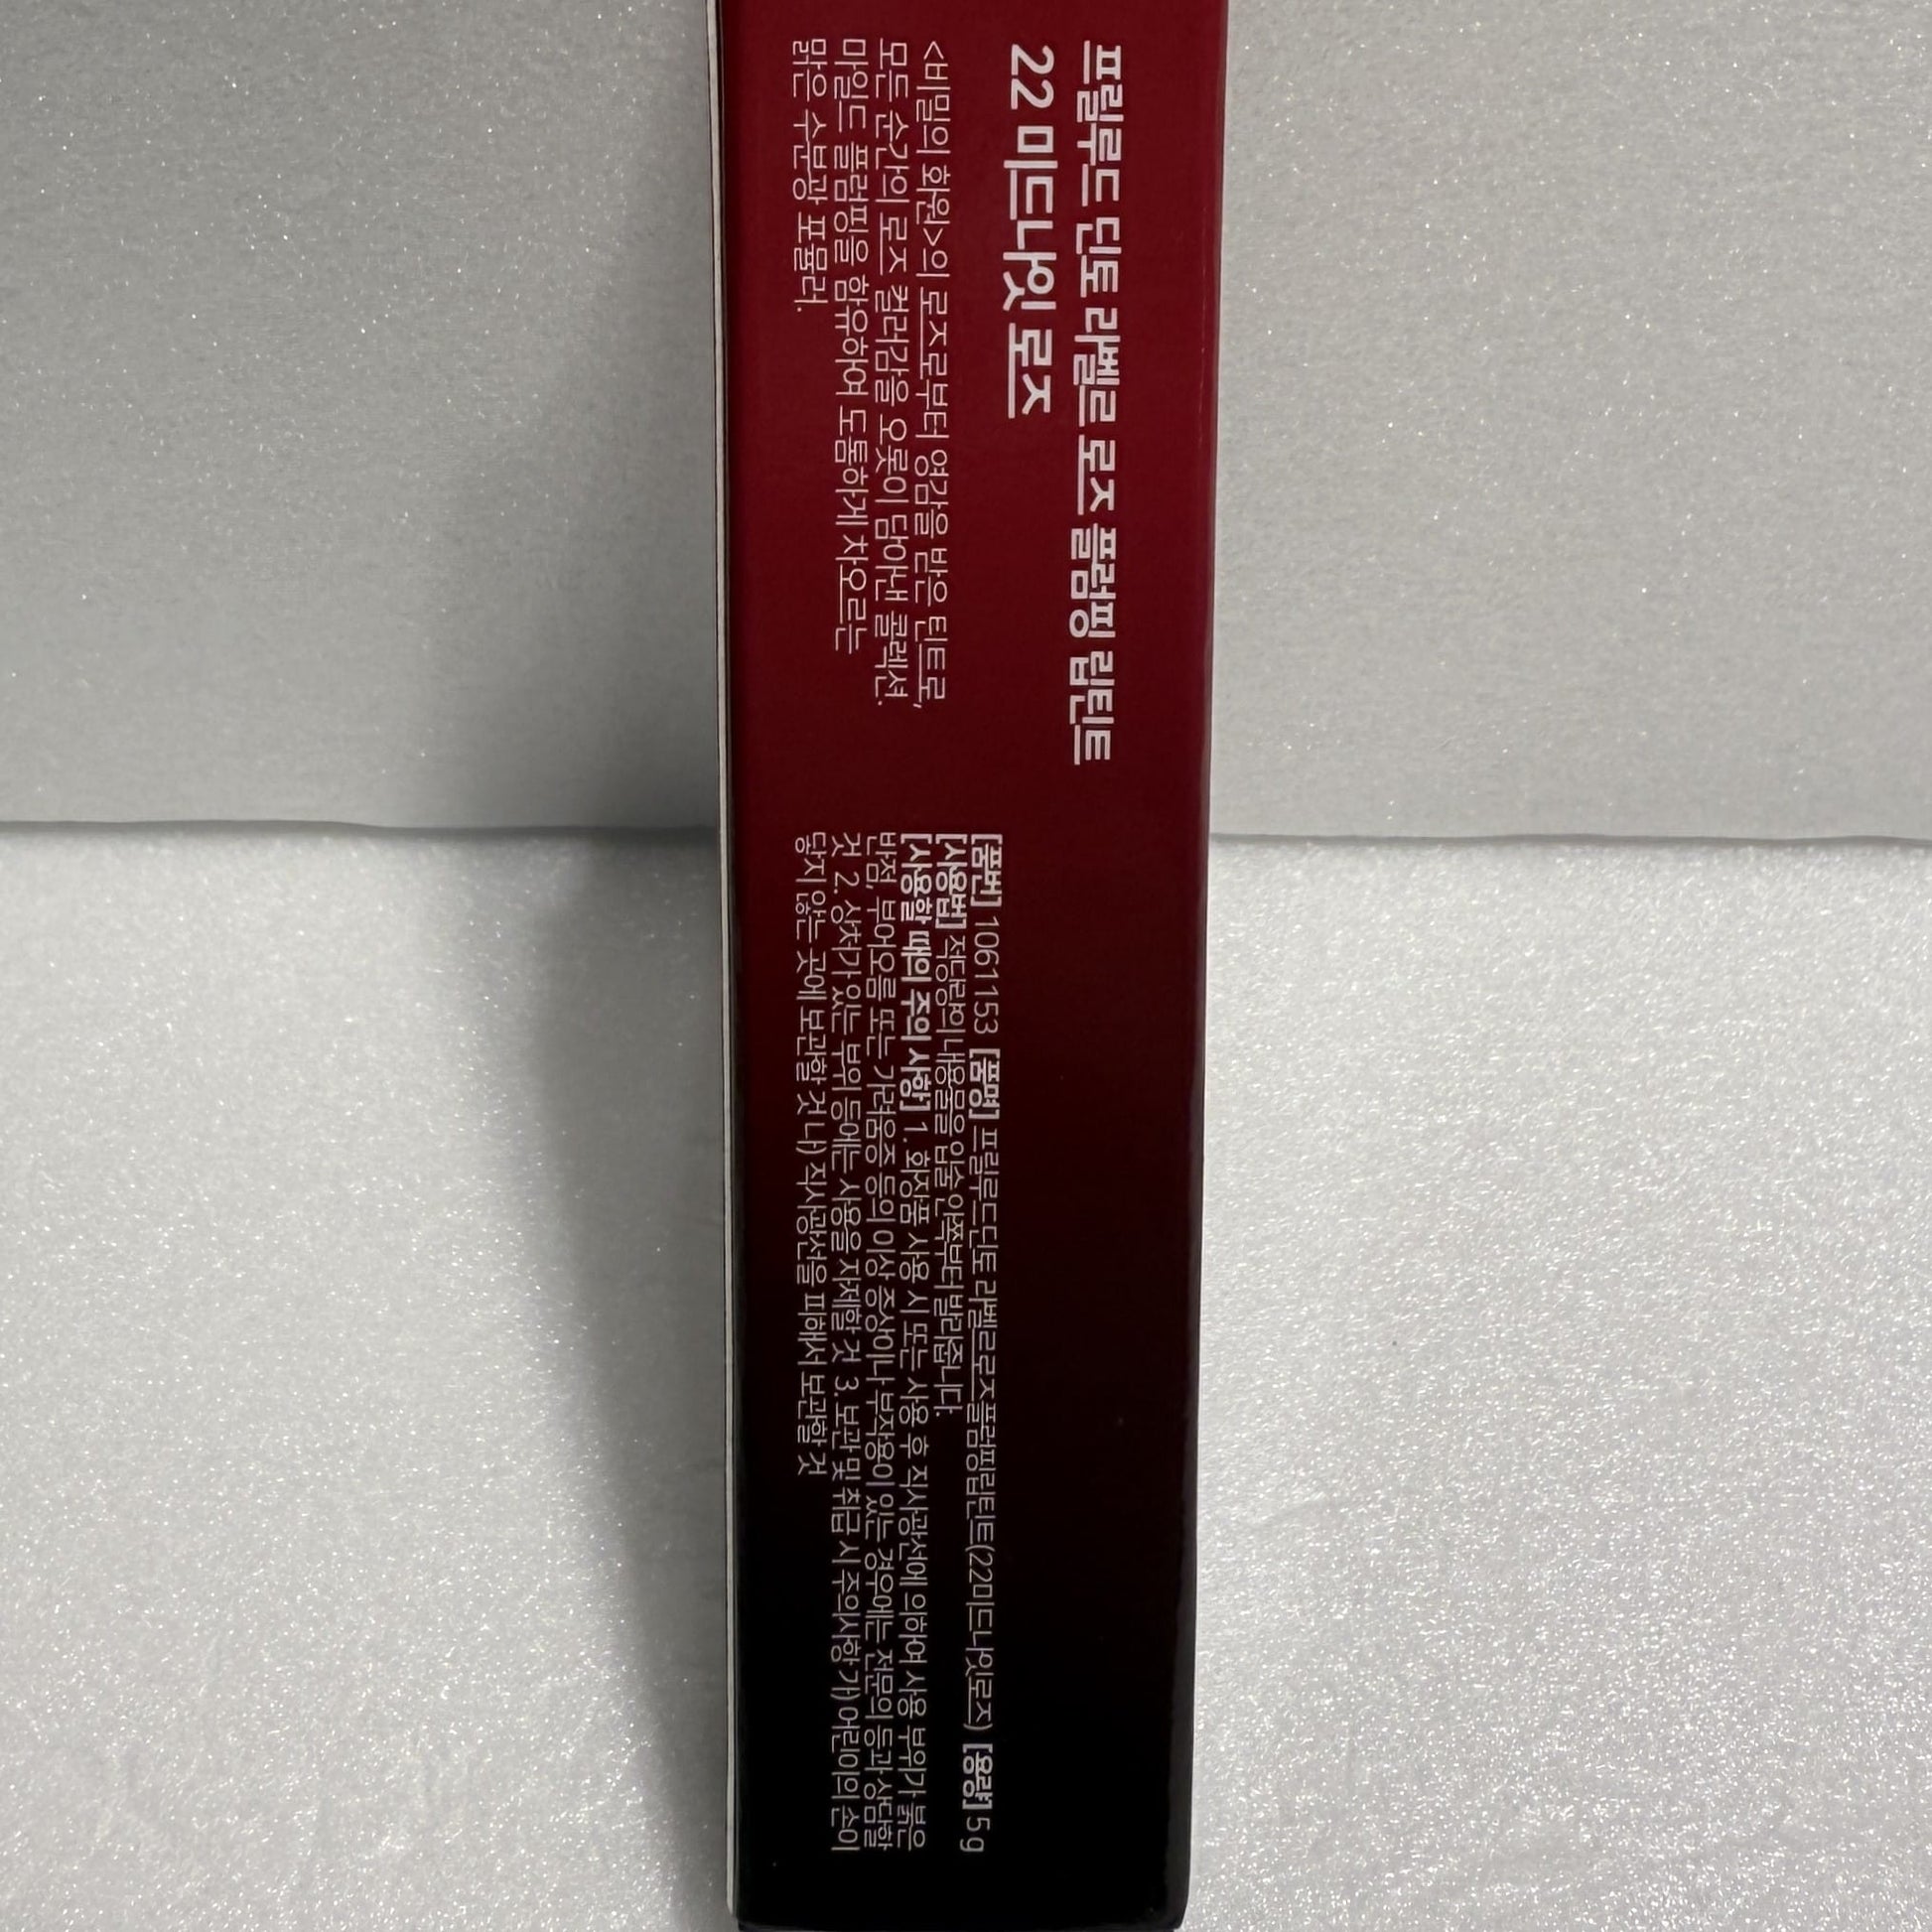 프릴루드 딘토 라벨르 로즈 플럼핑 립틴트
22 미드나잇 로즈
<비밀의 화원>의 로즈로부터 영감을 받은 틴트로,
모든 순간의 로즈 컬러감을 오롯이 담아낸 콜렉션.
마일드 플럼핑을 함유하여 도톰하게 차오르는
맑은 수분광 포뮬러.
[품번] 1061153 [품명] 프릴루드딘토 라벨르로즈플럼핑립틴트(22미드나잇로즈) [용량] 5 g
[사용법] 적당량의 내용물을 입술 안쪽부터 발라줍니다.
[사용할 때의 주의 사항] 1. 화장품 사용 시 또는 사용 후 직사광선에 의하여 사용 부위가 붉은
반점, 부어오름 또는 가려움증 등의 이상 증상이나 부작용이 있는 경우에는 전문의 등과 상담할
것 2. 상처가 있는 부위 등에는 사용을 자제할 것 3. 보관 및 취급 시 주의사항 가) 어린이의 손이
닿지 않는 곳에 보관할 것 나) 직사광선을 피해서 보관할 것